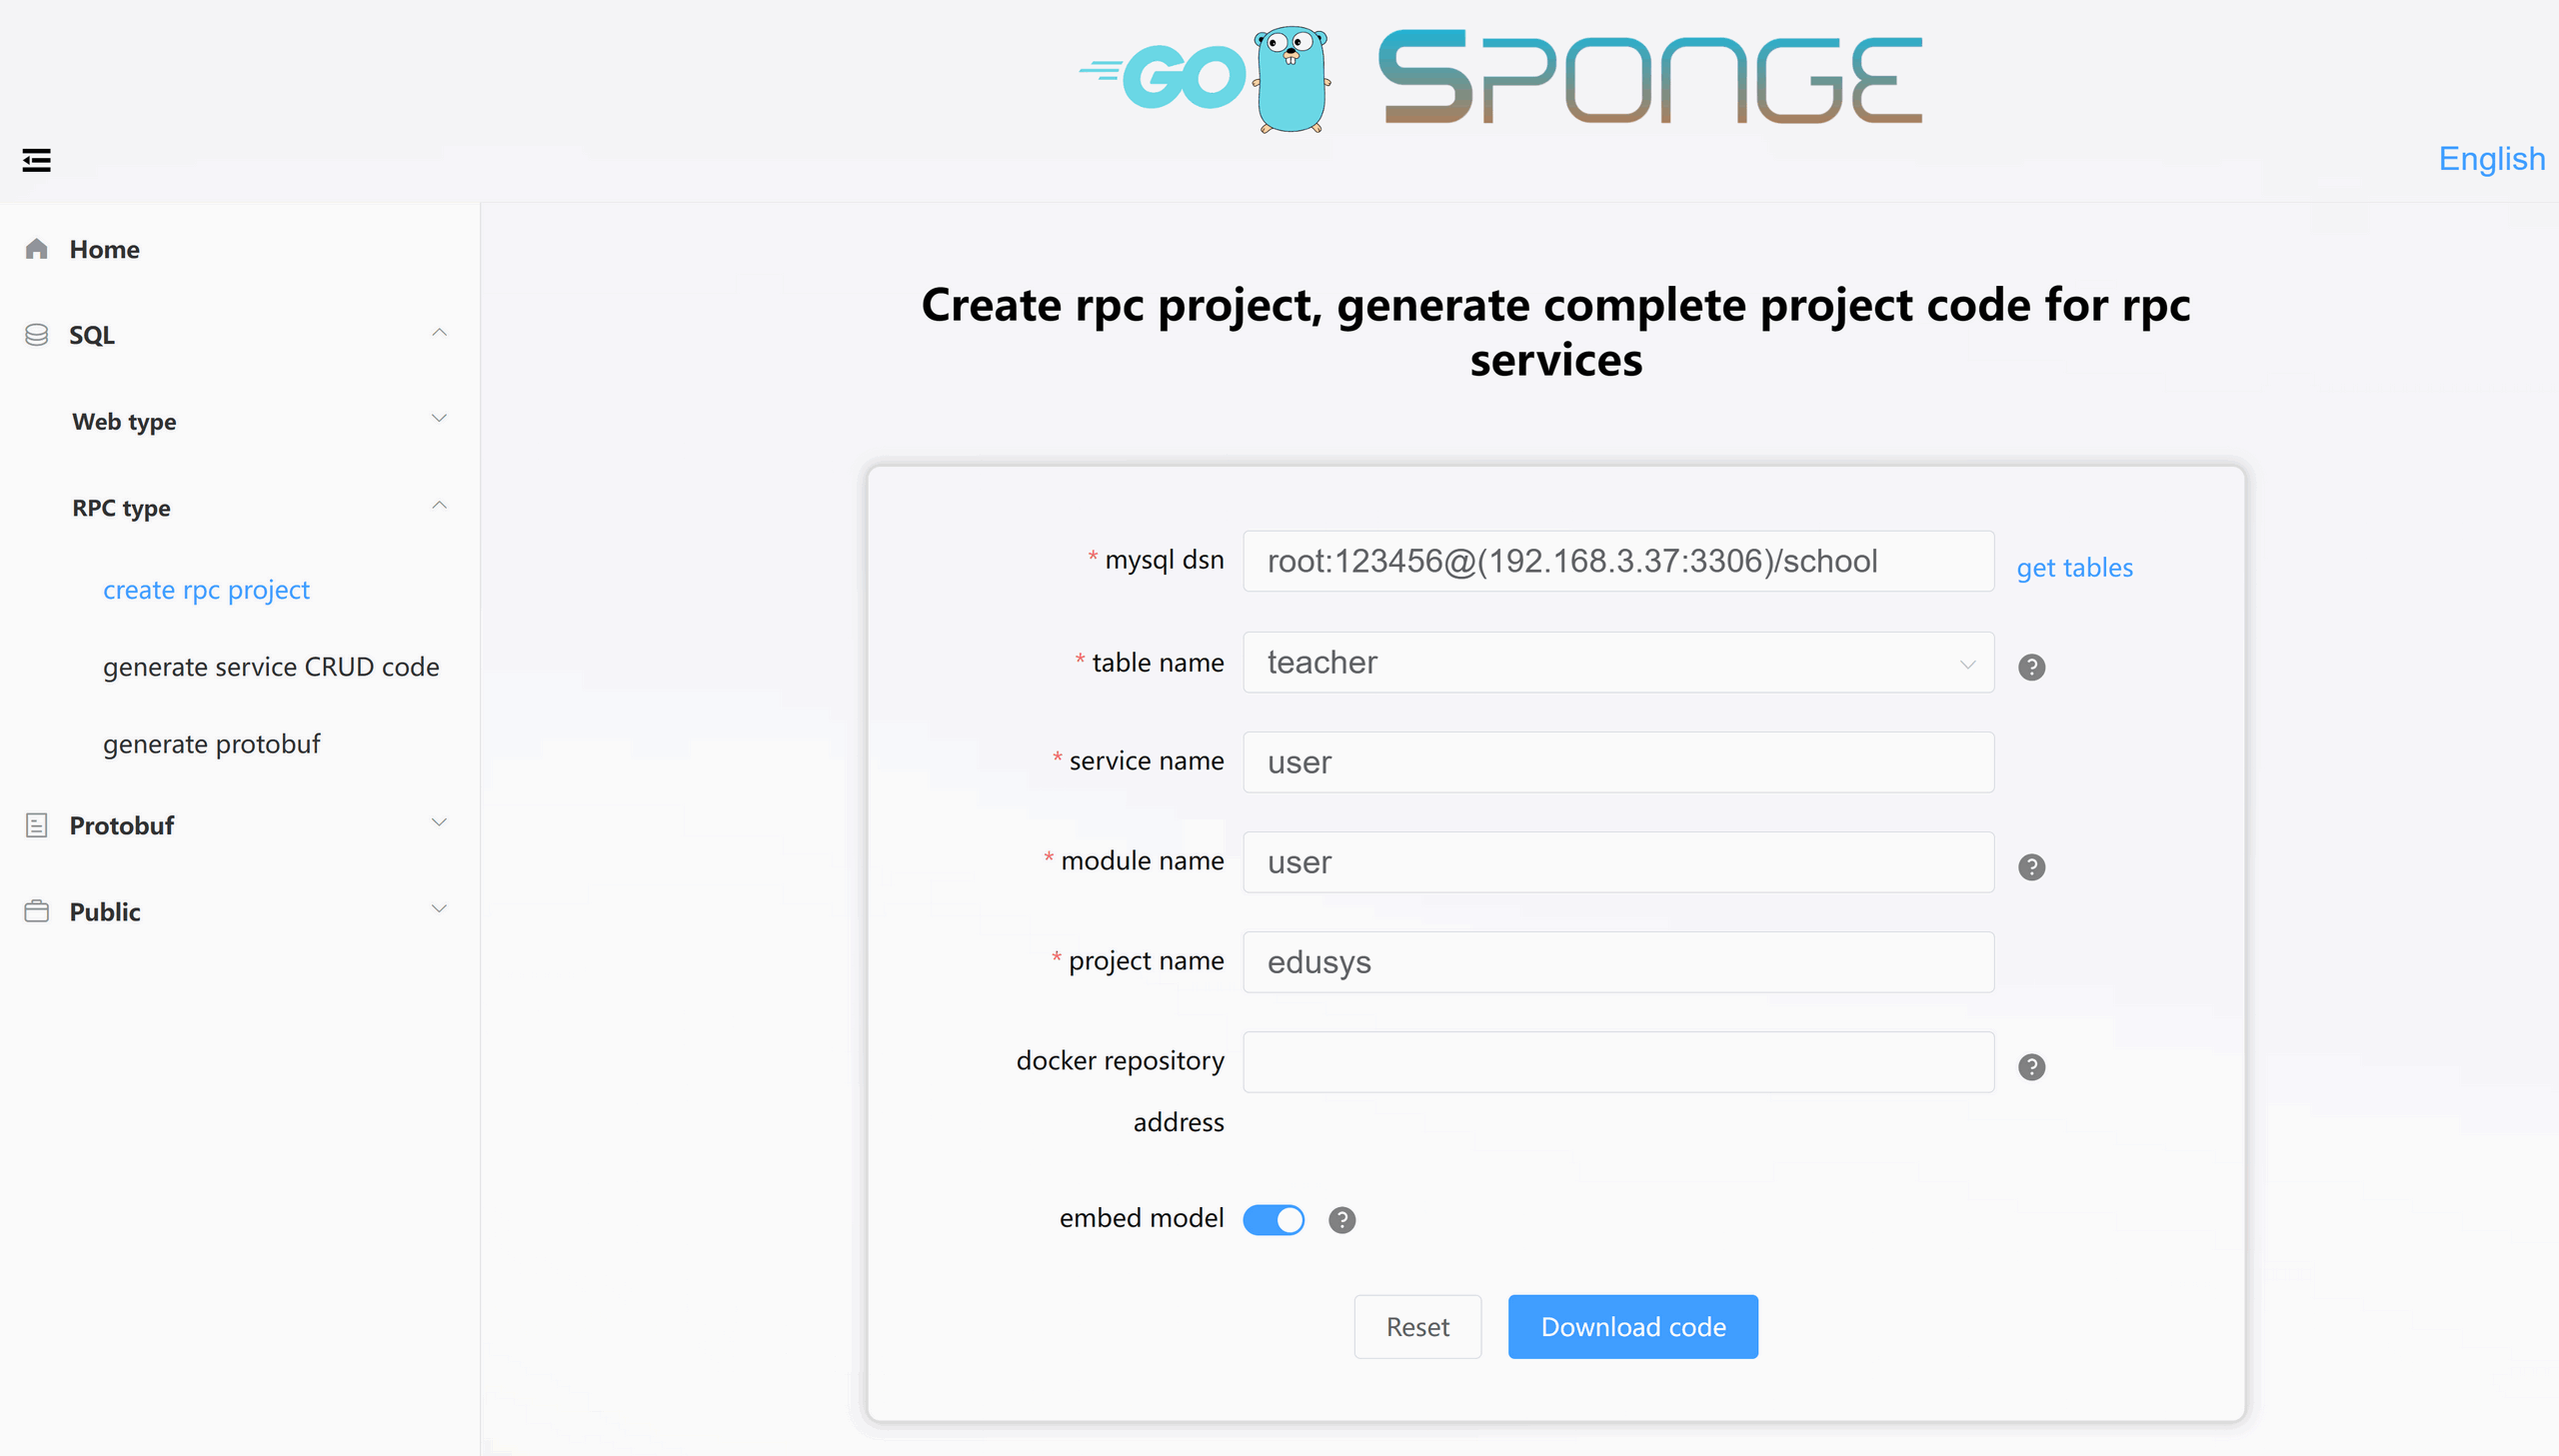 GO SPONGE
English
Home
SQL
Web type
RPC type
create rpc project
generate service CRUD code
generate protobuf
Protobuf
Public
Create rpc project, generate complete project code for rpc
services
* mysql dsn root:123456@(192.168.3.37:3306)/school get tables
* table name teacher ?
* service name user
* module name user ?
* project name edusys
docker repository ?
address
embed model ?
Reset Download code